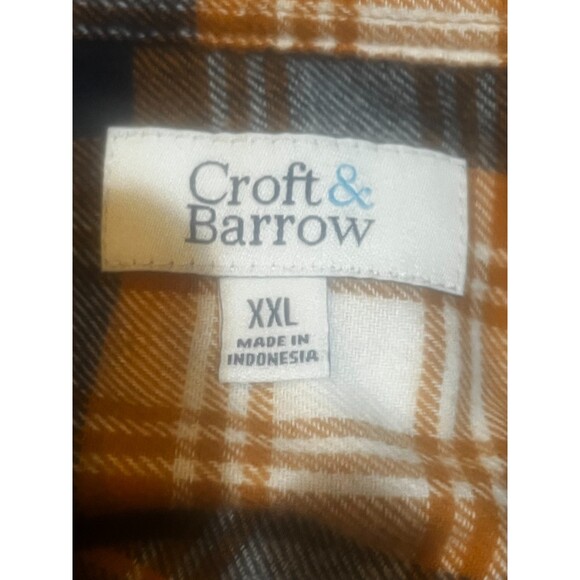 Croft &
Barrow
XXL
MADE IN
INDONESIA